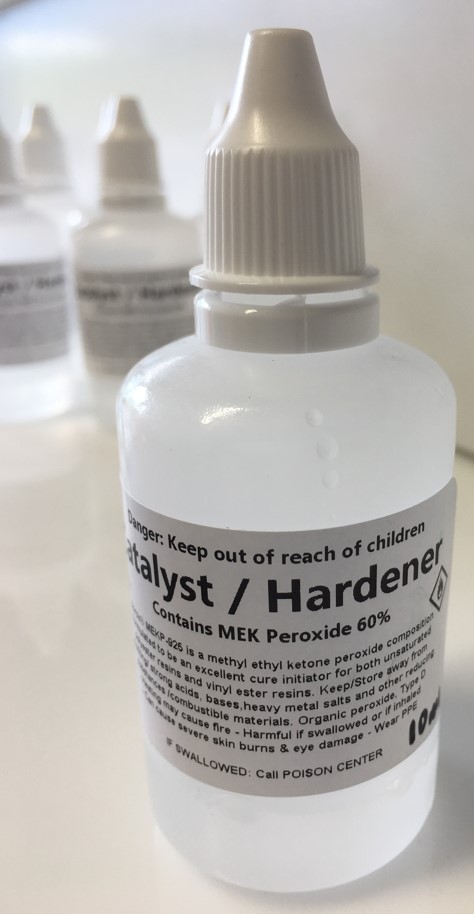 Danger: Keep out of reach of children
atalyst / Hardener
Contains MEK Peroxide 60%
MEKP-925 is a methyl ethyl ketone peroxide composition
to be an excellent cure initiator for both unsaturated
resins and vinyl ester resins. Keep/Store away from
strong acids, bases,heavy metal salts and other reducing
/combustible materials. Organic peroxide, Type D
may cause fire - Harmful if swallowed or if inhaled
cause severe skin burns & eye damage - Wear PPE
IF SWALLOWED: Call POISON CENTER